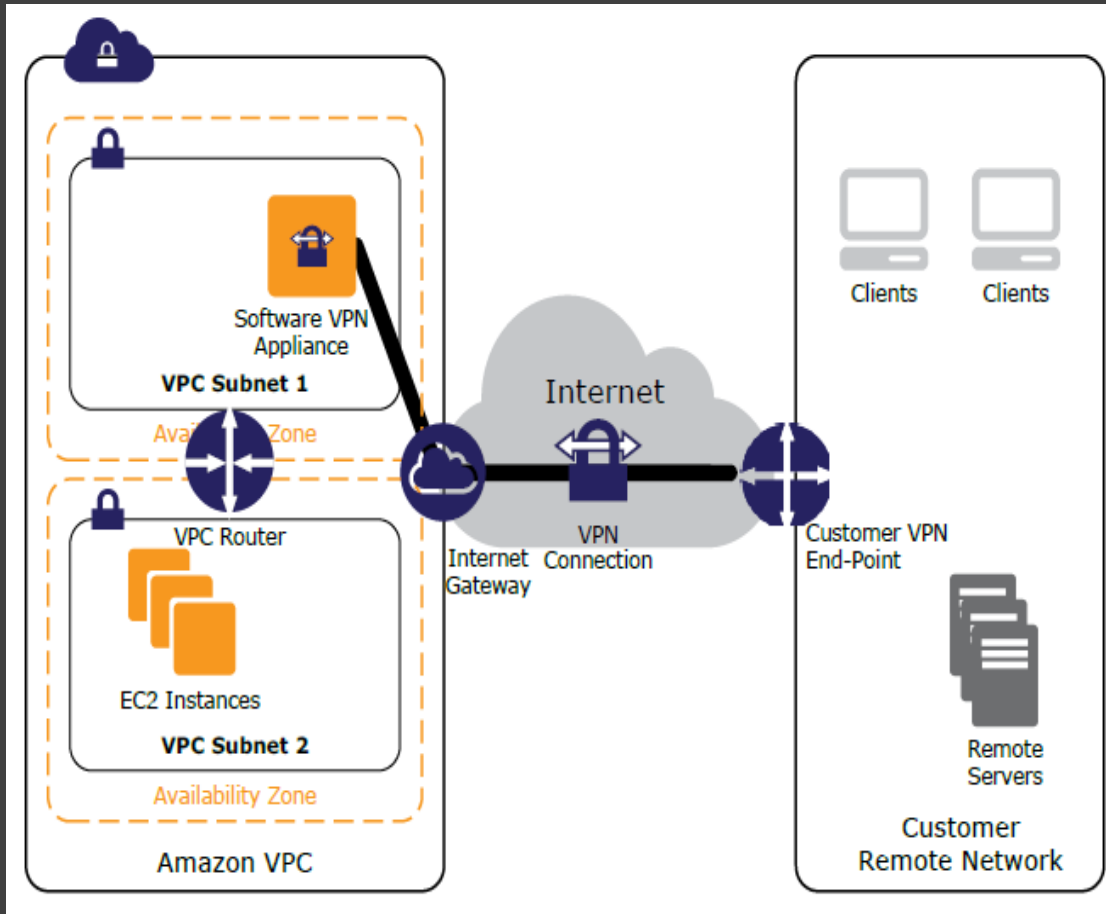 Software VPN
Appliance
VPC Subnet 1
Availability Zone
VPC Router
EC2 Instances
VPC Subnet 2
Availability Zone
Amazon VPC
Internet
Internet
Gateway
VPN
Connection
Clients
Clients
Customer VPN
End-Point
Remote
Servers
Customer
Remote Network